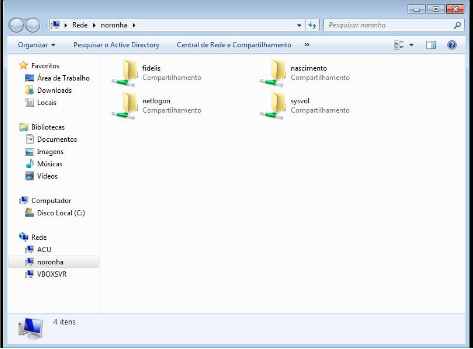 Rede noronha
Pesquisar noronha
Organizar Pesquisar o Active Directory Central de Rede e Compartilhamento »
Favoritos
Área de Trabalho
Downloads
Locais
Bibliotecas
Documentos
Imagens
Músicas
Vídeos
Computador
Disco Local (C:)
Rede
ACU
noronha
VBOXSVR
fidelis
Compartilhamento
nascimento
Compartilhamento
netlogon
Compartilhamento
sysvol
Compartilhamento
4 itens